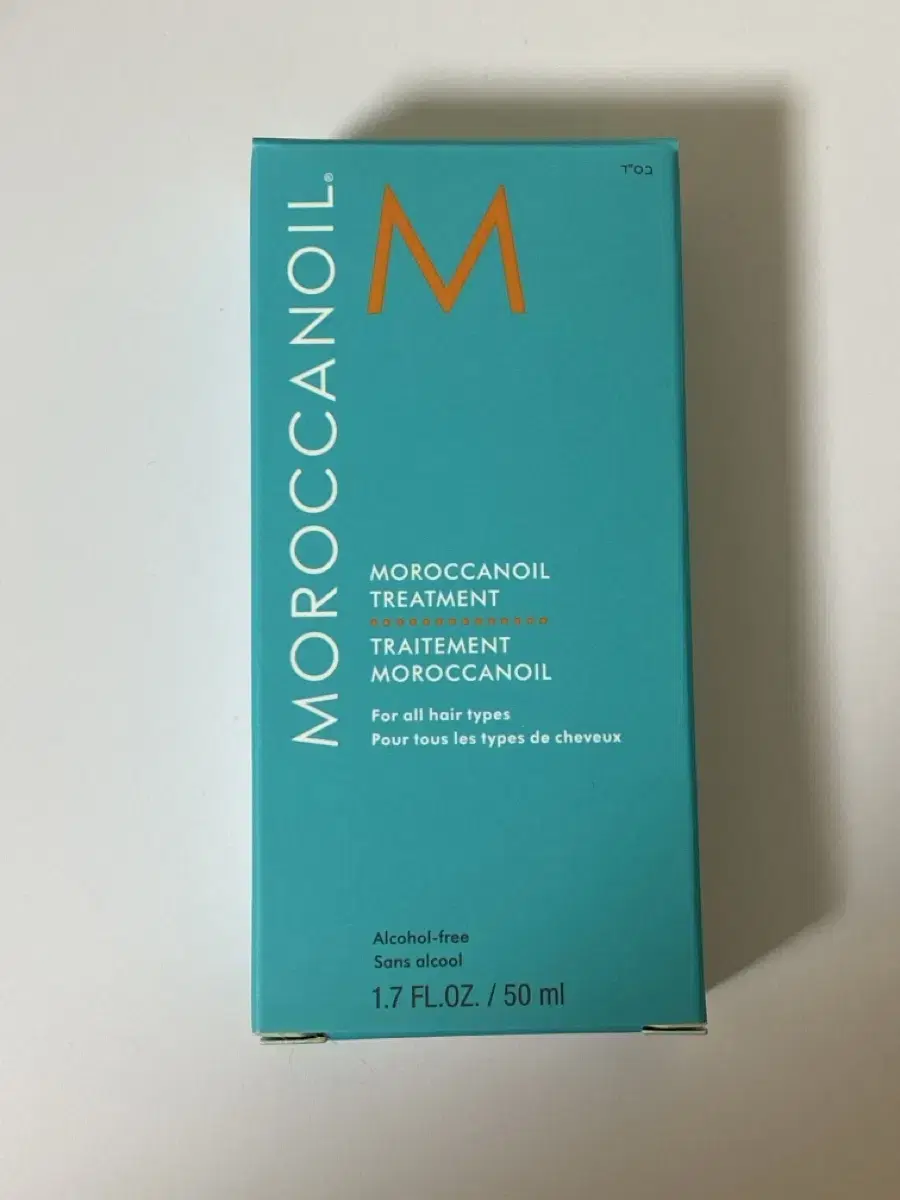 בס"ד
M
MOROCCANOIL®
MOROCCANOIL
TREATMENT
TRAITEMENT
MOROCCANOIL
For all hair types
Pour tous les types de cheveux
Alcohol-free
Sans alcool
1.7 FL.OZ. / 50 ml